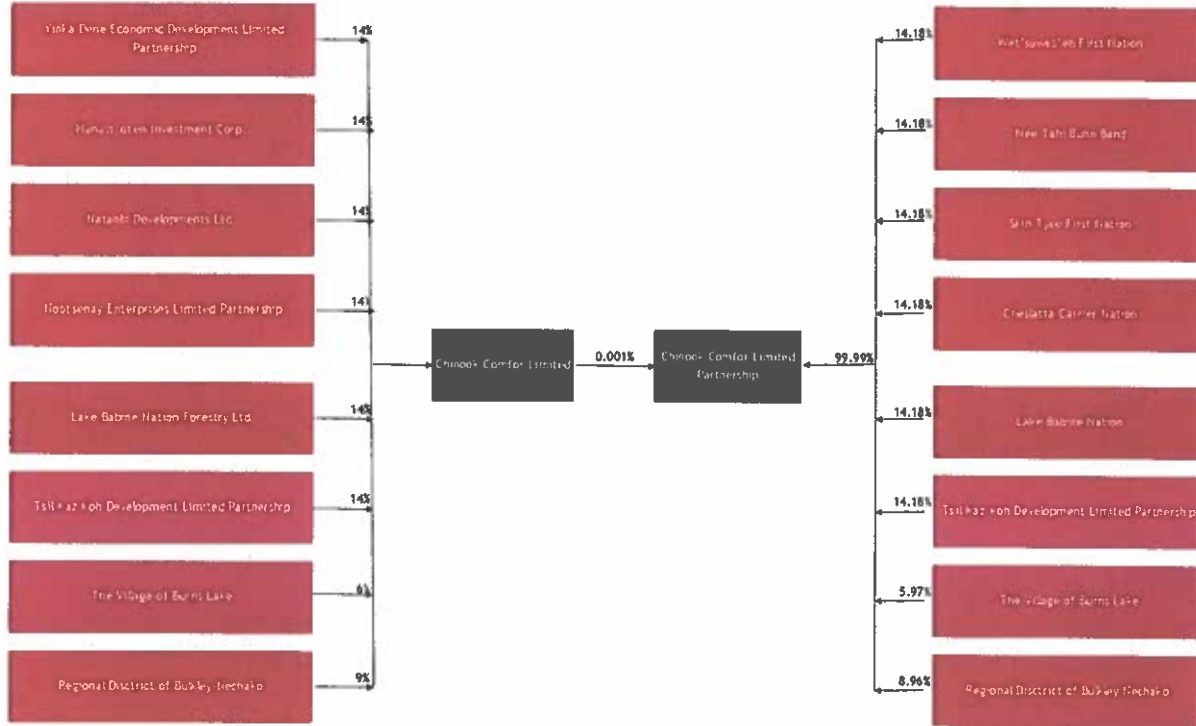 Yinka Dene Economic Development Limited
Partnership
14%
Investment Corp.
14%
Developments Ltd.
14%
Nootsenay Enterprises Limited Partnership
14%
Lake Babine Nation Forestry Ltd.
14%
Tsil Kaz Koh Development Limited Partnership
14%
The Village of Burns Lake
6%
Regional District of Bulkley-Nechako
9%
Chinook Comfor Limited
0.001%
Chinook Comfor Limited
Partnership
99.99%
14.18%
Wet'suwet'en First Nation
14.18%
Nee Tahi Buhn Band
14.18%
Skin Tyee First Nation
14.18%
Cheslatta Carrier Nation
14.18%
Lake Babine Nation
14.18%
Tsil Kaz Koh Development Limited Partnership
5.97%
The Village of Burns Lake
8.96%
Regional District of Bulkley Nechako